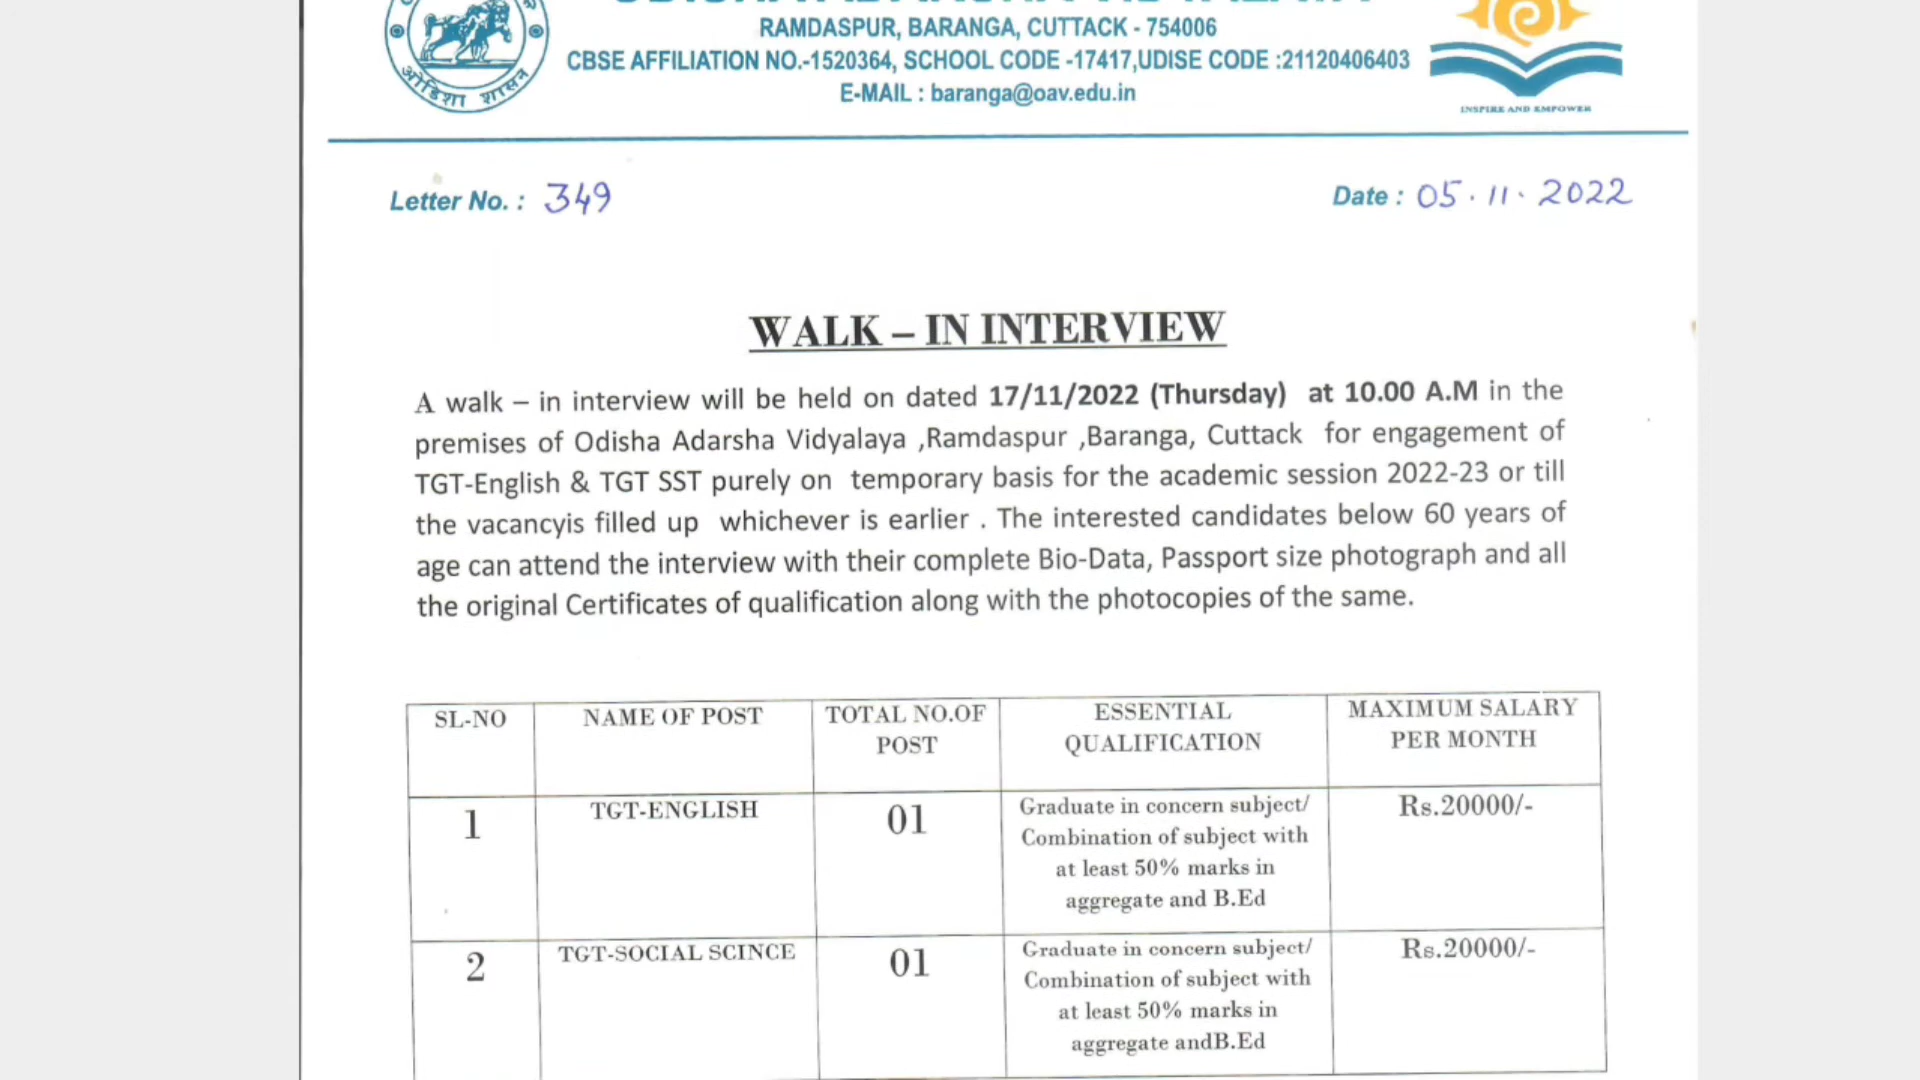 RAMDASPUR, BARANGA, CUTTACK - 754006
CBSE AFFILIATION NO.-1520364, SCHOOL CODE -17417,UDISE CODE :21120406403
E-MAIL : baranga@oav.edu.in
ओडिशा शासन
INSPIRE AND EMPOWER
Letter No. : 349
Date : 05.11.2022
WALK – IN INTERVIEW
A walk – in interview will be held on dated 17/11/2022 (Thursday) at 10.00 A.M in the
premises of Odisha Adarsha Vidyalaya ,Ramdaspur ,Baranga, Cuttack for engagement of
TGT-English & TGT SST purely on temporary basis for the academic session 2022-23 or till
the vacancyis filled up whichever is earlier . The interested candidates below 60 years of
age can attend the interview with their complete Bio-Data, Passport size photograph and all
the original Certificates of qualification along with the photocopies of the same.
SL-NO NAME OF POST TOTAL NO.OF ESSENTIAL MAXIMUM SALARY
POST QUALIFICATION PER MONTH
1 TGT-ENGLISH 01 Graduate in concern subject/ Rs.20000/-
Combination of subject with
at least 50% marks in
aggregate and B.Ed
2 TGT-SOCIAL SCINCE 01 Graduate in concern subject/ Rs.20000/-
Combination of subject with
at least 50% marks in
aggregate andB.Ed